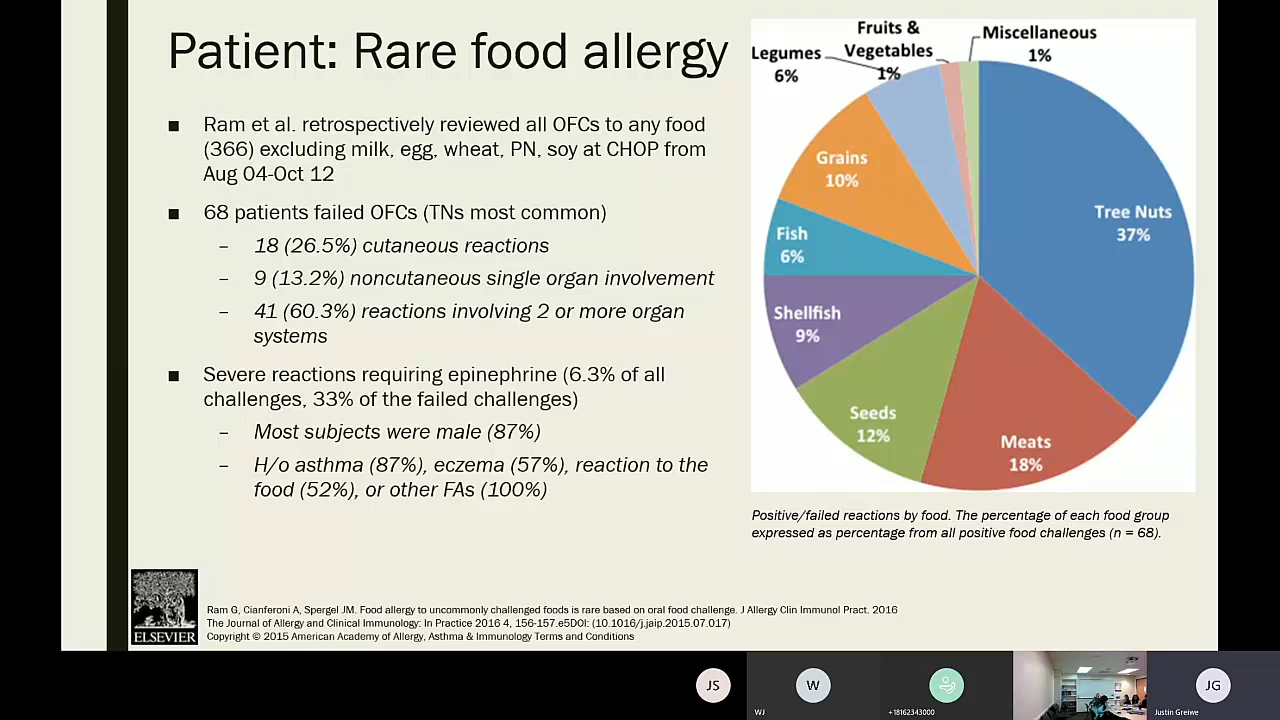 Patient: Rare food allergy
■ Ram et al. retrospectively reviewed all OFCs to any food
(366) excluding milk, egg, wheat, PN, soy at CHOP from
Aug 04-Oct 12
■ 68 patients failed OFCs (TNs most common)
– 18 (26.5%) cutaneous reactions
– 9 (13.2%) noncutaneous single organ involvement
– 41 (60.3%) reactions involving 2 or more organ
systems
■ Severe reactions requiring epinephrine (6.3% of all
challenges, 33% of the failed challenges)
– Most subjects were male (87%)
– H/o asthma (87%), eczema (57%), reaction to the
food (52%), or other FAs (100%)
Legumes
6%
Fruits &
Vegetables
1%
Miscellaneous
1%
Grains
10%
Tree Nuts
37%
Fish
6%
Shellfish
9%
Seeds
12%
Meats
18%
Positive/failed reactions by food. The percentage of each food group
expressed as percentage from all positive food challenges (n = 68).
ELSEVIER
Ram G, Cianferoni A, Spergel JM. Food allergy to uncommonly challenged foods is rare based on oral food challenge. J Allergy Clin Immunol Pract. 2016
The Journal of Allergy and Clinical Immunology: In Practice 2016 4, 156-157.e5DOI: (10.1016/j.jaip.2015.07.017)
Copyright © 2015 American Academy of Allergy, Asthma & Immunology Terms and Conditions
JS
W
WJ
+18162343000
JG
Justin Greiwe